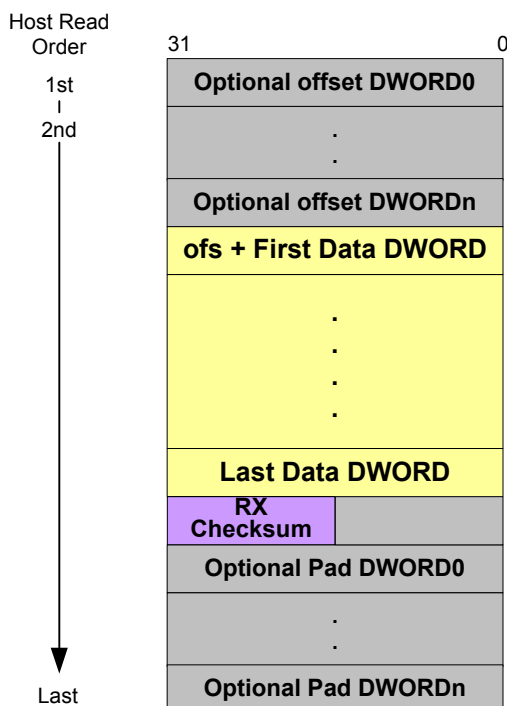 Host Read
Order
31
0
1st
Optional offset DWORD0
2nd
.
.
Optional offset DWORDn
ofs + First Data DWORD
.
.
.
.
Last Data DWORD
RX
Checksum
Optional Pad DWORD0
.
.
Last
Optional Pad DWORDn